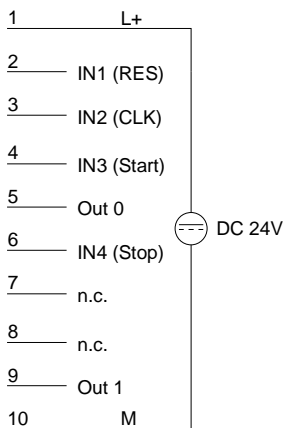 1 L+
2 IN1 (RES)
3 IN2 (CLK)
4 IN3 (Start)
5 Out 0
DC 24V
6 IN4 (Stop)
7 n.c.
8 n.c.
9 Out 1
10 M